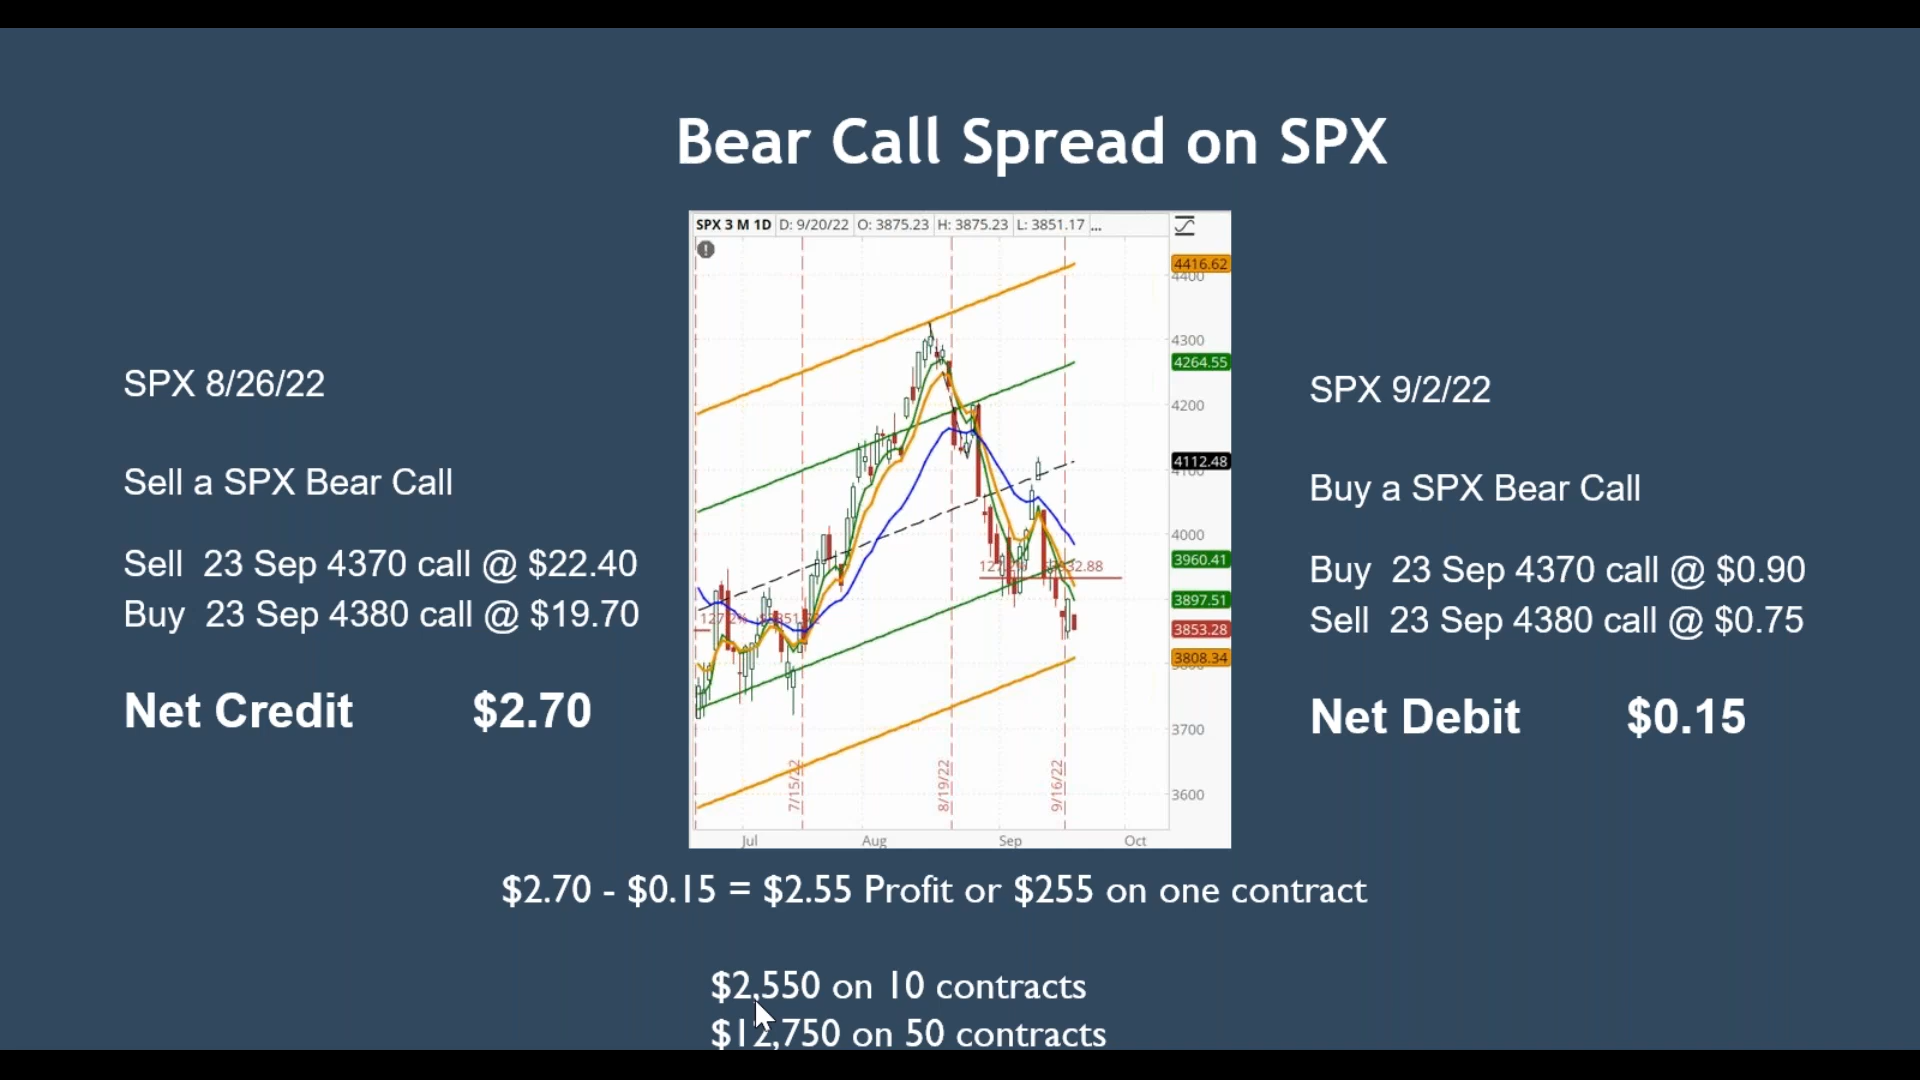 Bear Call Spread on SPX
SPX 3 M 1D D: 9/20/22 O: 3875.23 H: 3875.23 L: 3851.17 ...
4416.62
4400
4300
4264.55
4200
4112.48
4000
3960.41
3897.51
3853.28
3808.34
3700
3600
7/15/22
8/19/22
9/16/22
Jul Aug Sep Oct
SPX 8/26/22
Sell a SPX Bear Call
Sell 23 Sep 4370 call @ $22.40
Buy 23 Sep 4380 call @ $19.70
Net Credit $2.70
SPX 9/2/22
Buy a SPX Bear Call
Buy 23 Sep 4370 call @ $0.90
Sell 23 Sep 4380 call @ $0.75
Net Debit $0.15
$2.70 - $0.15 = $2.55 Profit or $255 on one contract
$2,550 on 10 contracts
$12,750 on 50 contracts